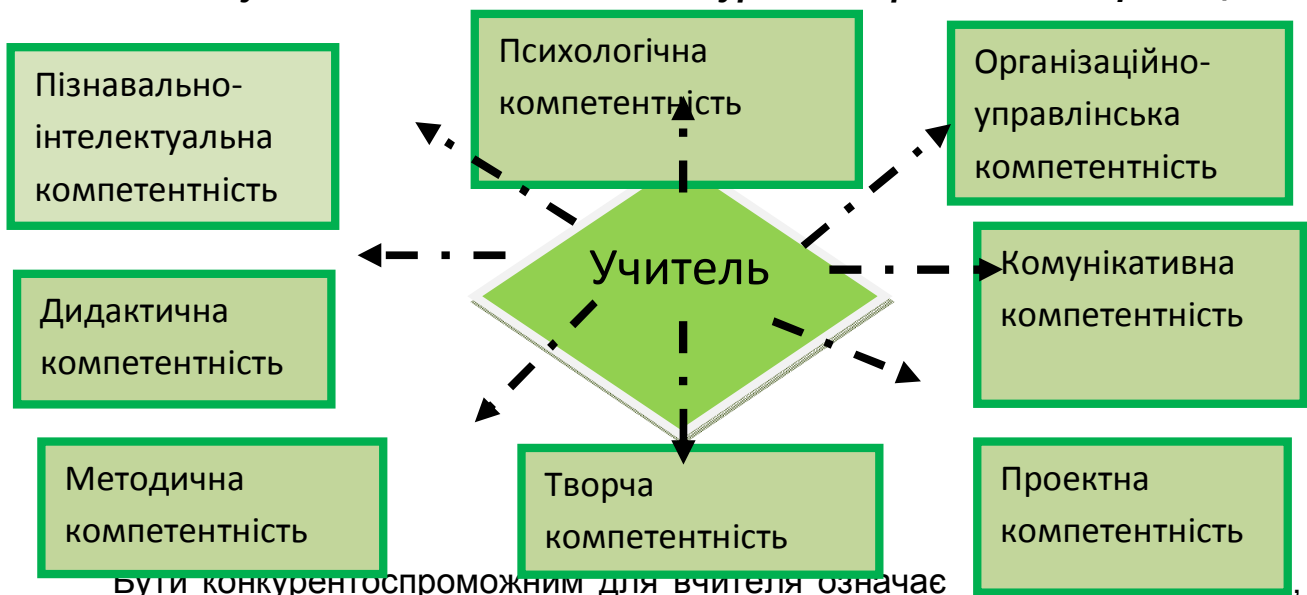 Психологічна
компетентність
Організаційно-
управлінська
компетентність
Пізнавально-
інтелектуальна
компетентність
Учитель
Комунікативна
компетентність
Дидактична
компетентність
Методична
компетентність
Творча
компетентність
Проектна
компетентність
Бути конкурентоспроможним для вчителя означає ,